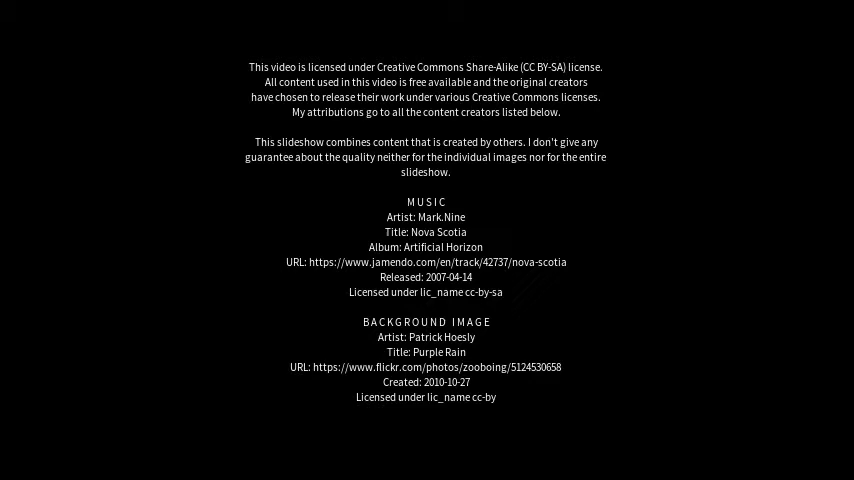 This video is licensed under Creative Commons Share-Alike (CC BY-SA) license.
All content used in this video is free available and the original creators
have chosen to release their work under various Creative Commons licenses.
My attributions go to all the content creators listed below.
This slideshow combines content that is created by others. I don't give any
guarantee about the quality neither for the individual images nor for the entire
slideshow.
MUSIC
Artist: Mark.Nine
Title: Nova Scotia
Album: Artificial Horizon
URL: https://www.jamendo.com/en/track/42737/nova-scotia
Released: 2007-04-14
Licensed under lic_name cc-by-sa
BACKGROUND IMAGE
Artist: Patrick Hoesly
Title: Purple Rain
URL: https://www.flickr.com/photos/zooboing/5124530658
Created: 2010-10-27
Licensed under lic_name cc-by